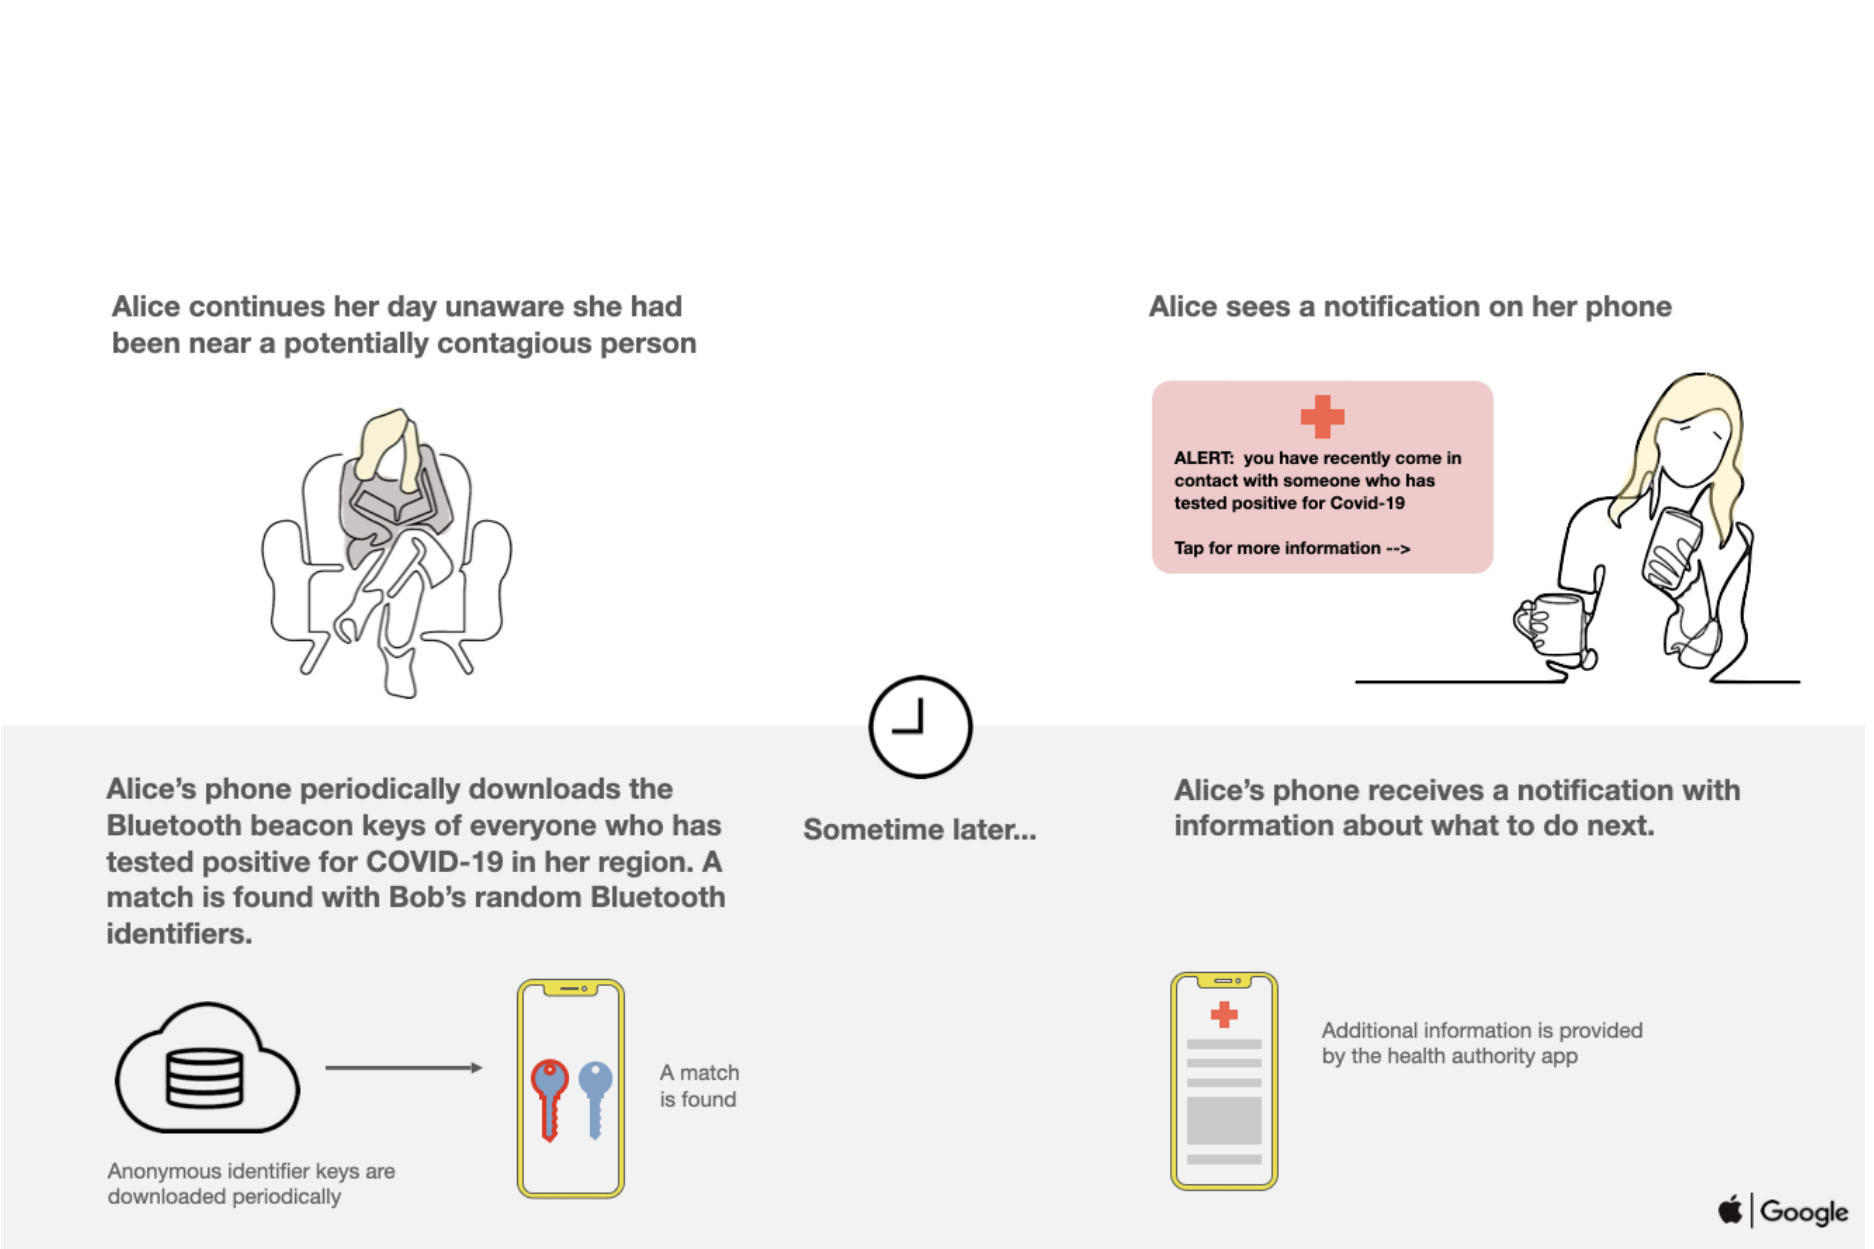 Alice continues her day unaware she had
been near a potentially contagious person
Alice sees a notification on her phone
ALERT:  you have recently come in
contact with someone who has
tested positive for Covid-19
Tap for more information -->
Alice’s phone periodically downloads the
Bluetooth beacon keys of everyone who has
tested positive for COVID-19 in her region. A
match is found with Bob’s random Bluetooth
identifiers.
Sometime later...
Alice’s phone receives a notification with
information about what to do next.
A match
is found
Anonymous identifier keys are
downloaded periodically
Additional information is provided
by the health authority app
Google